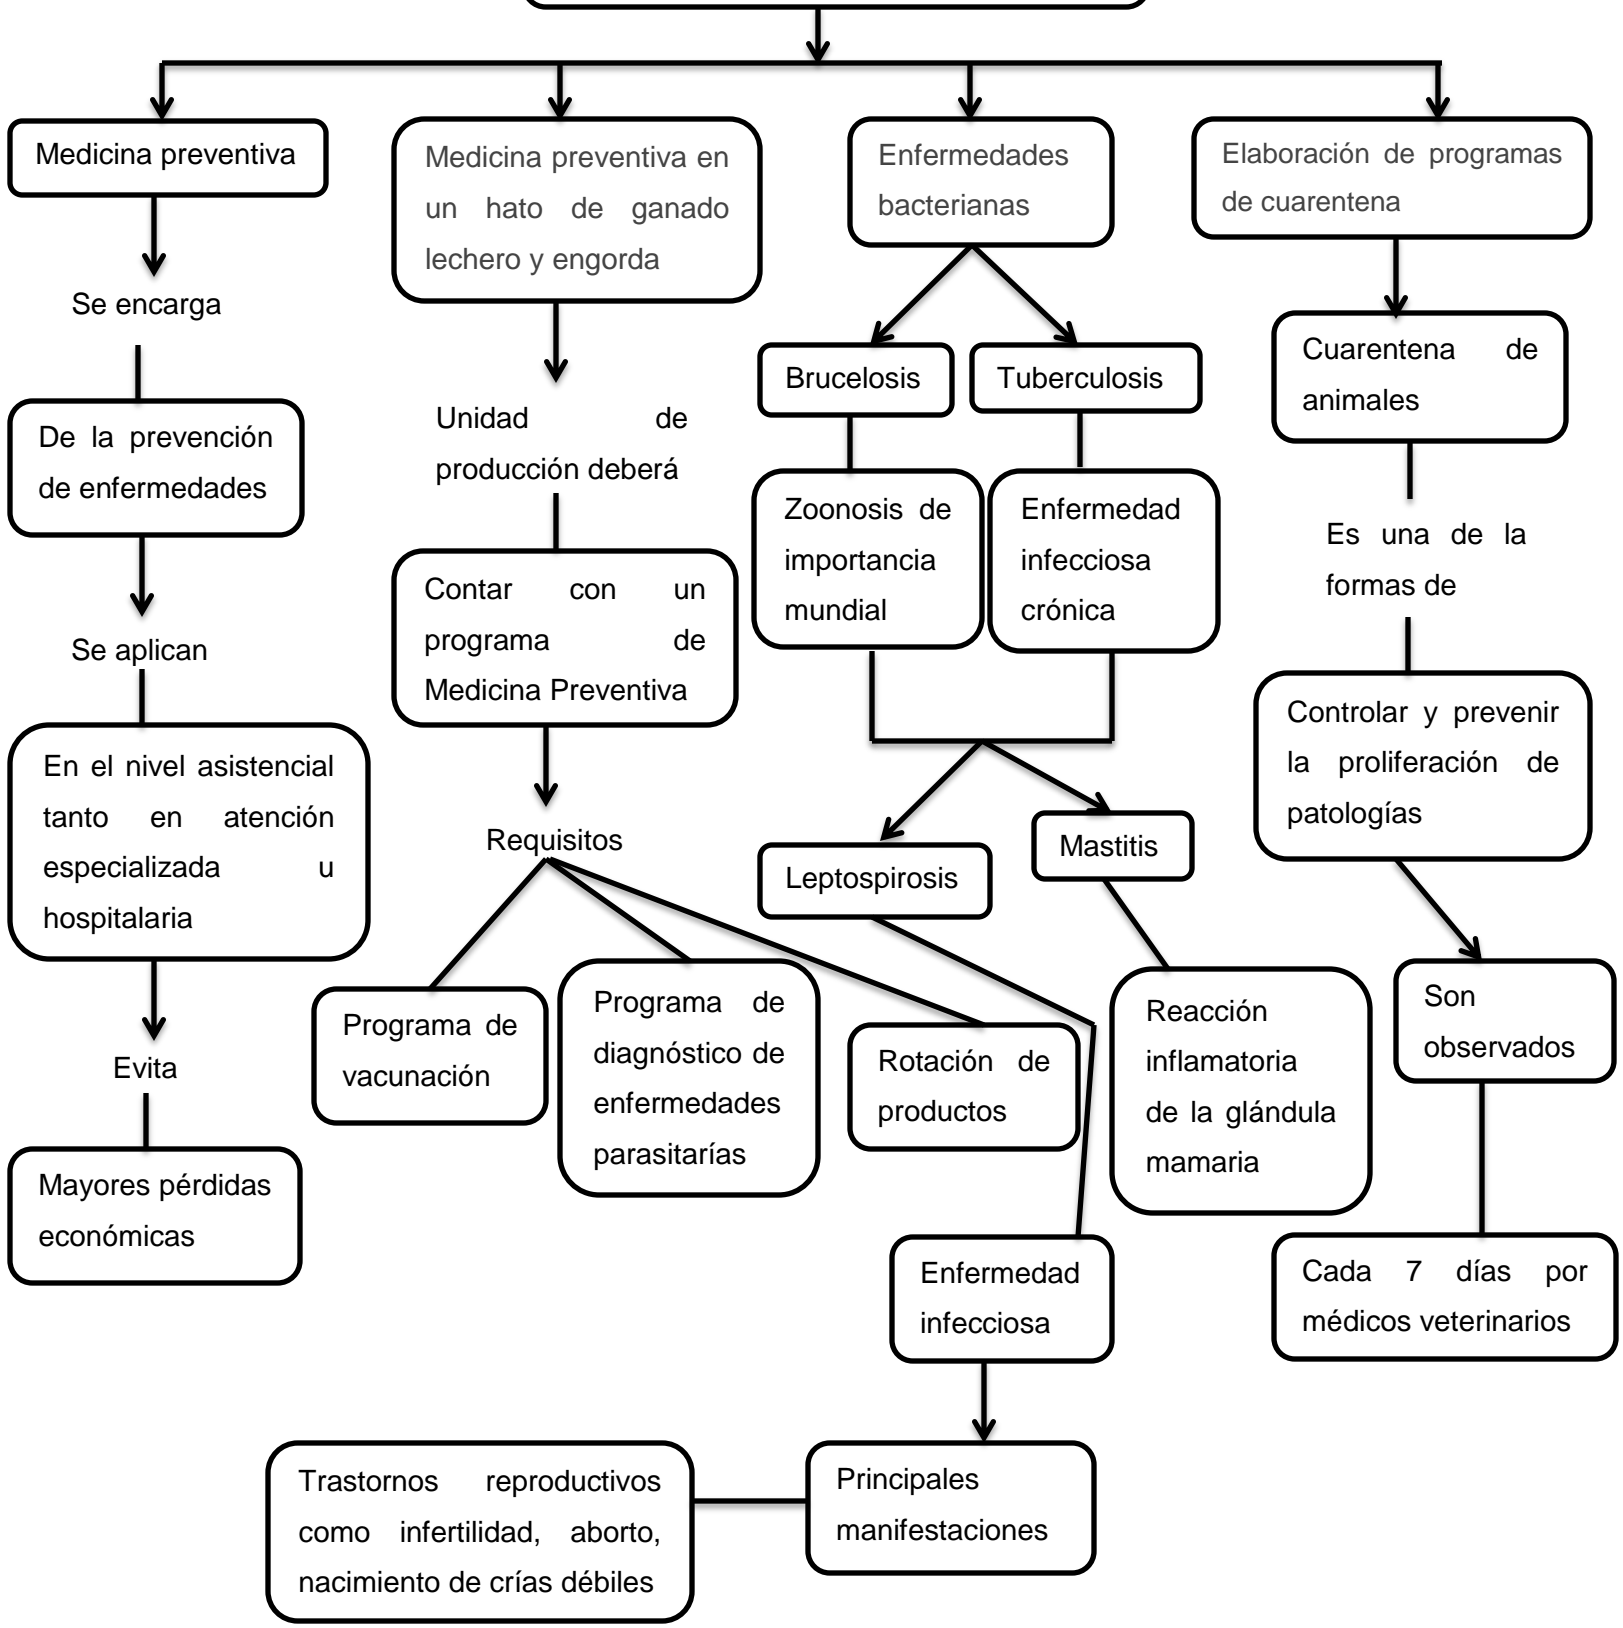 Medicina preventiva
Se encarga
De la prevención
de enfermedades
Se aplican
En el nivel asistencial
tanto en atención
especializada u
hospitalaria
Evita
Mayores pérdidas
económicas
Medicina preventiva en
un hato de ganado
lechero y engorda
Unidad de
producción deberá
Contar con un
programa de
Medicina Preventiva
Requisitos
Programa de
vacunación
Programa de
diagnóstico de
enfermedades
parasitarías
Rotación de
productos
Enfermedades
bacterianas
Brucelosis
Tuberculosis
Zoonosis de
importancia
mundial
Enfermedad
infecciosa
crónica
Leptospirosis
Mastitis
Reacción
inflamatoria
de la glándula
mamaria
Enfermedad
infecciosa
Principales
manifestaciones
Trastornos reproductivos
como infertilidad, aborto,
nacimiento de crías débiles
Elaboración de programas
de cuarentena
Cuarentena de
animales
Es una de la
formas de
Controlar y prevenir
la proliferación de
patologías
Son
observados
Cada 7 días por
médicos veterinarios